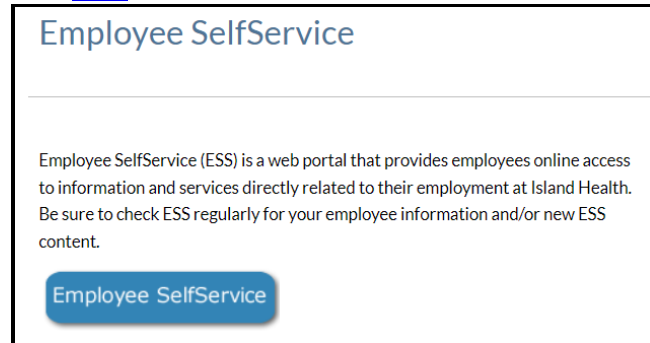 Employee SelfService
Employee SelfService (ESS) is a web portal that provides employees online access
to information and services directly related to their employment at Island Health.
Be sure to check ESS regularly for your employee information and/or new ESS
content.
Employee SelfService